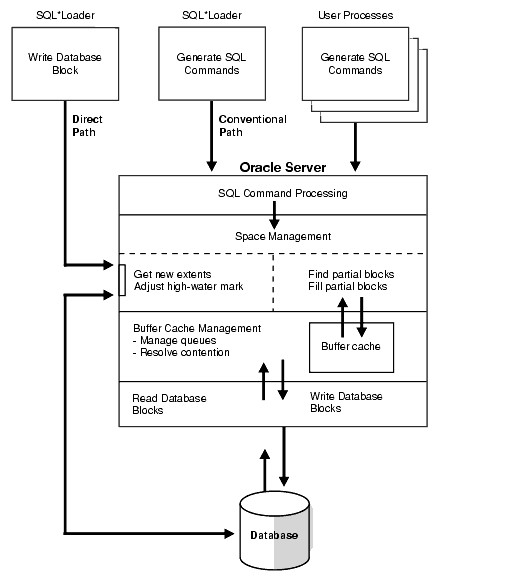 SQL*Loader
SQL*Loader
User Processes
Write Database
Block
Generate SQL
Commands
Generate SQL
Commands
Direct
Path
Conventional
Path
Oracle Server
SQL Command Processing
Space Management
Get new extents
Adjust high-water mark
Find partial blocks
Fill partial blocks
Buffer Cache Management
- Manage queues
- Resolve contention
Buffer cache
Read Database
Blocks
Write Database
Blocks
Database